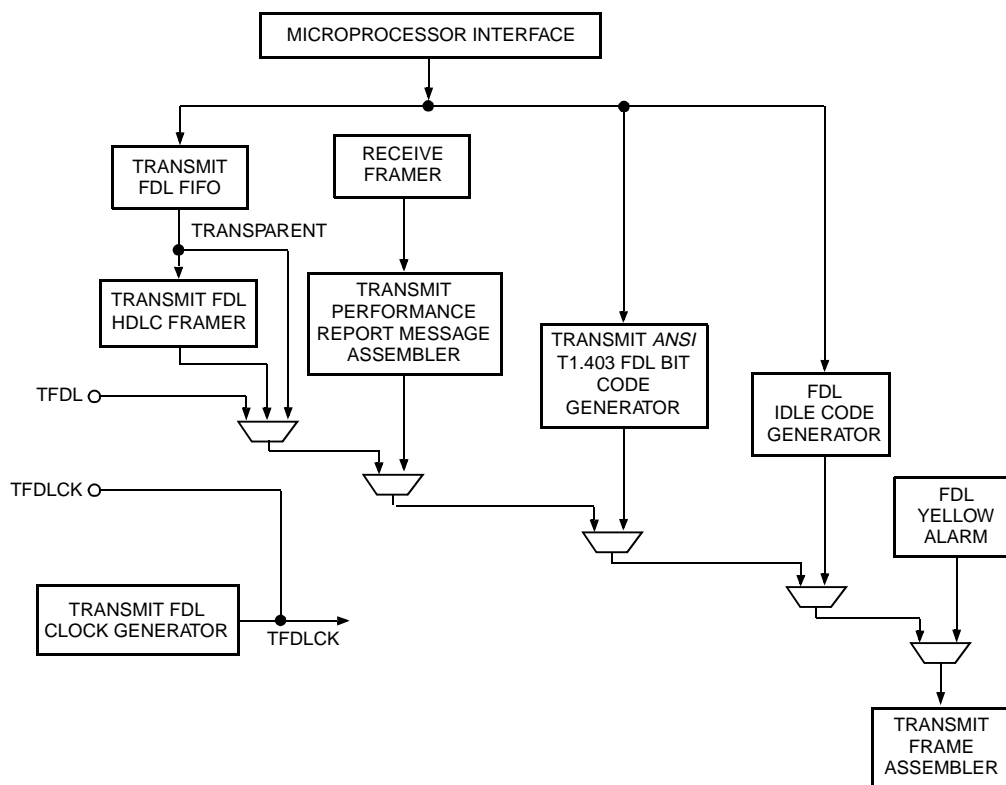 MICROPROCESSOR INTERFACE
TRANSMIT
FDL FIFO
RECEIVE
FRAMER
TRANSPARENT
TRANSMIT FDL
HDLC FRAMER
TRANSMIT
PERFORMANCE
REPORT MESSAGE
ASSEMBLER
TRANSMIT ANSI
T1.403 FDL BIT
CODE
GENERATOR
FDL
IDLE CODE
GENERATOR
TFDL
TFDLCK
FDL
YELLOW
ALARM
TRANSMIT FDL
CLOCK GENERATOR
TFDLCK
TRANSMIT
FRAME
ASSEMBLER